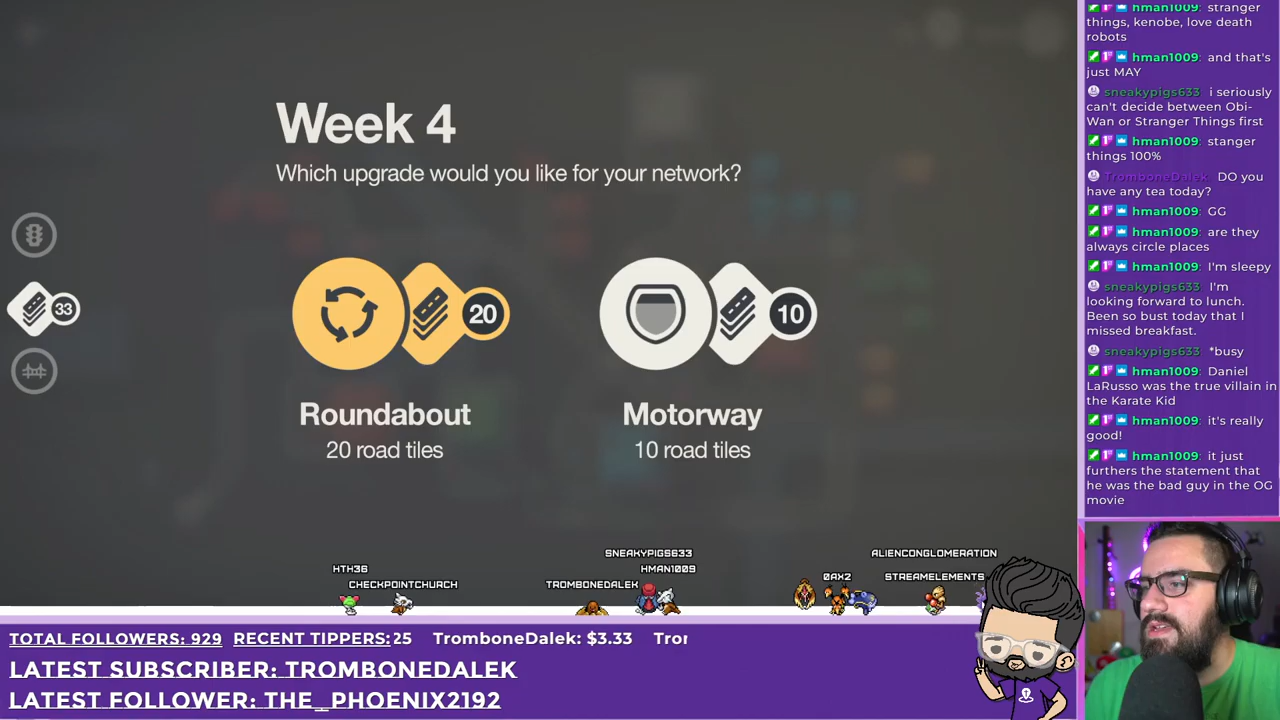 Week 4
Which upgrade would you like for your network?
33
20
10
Roundabout
20 road tiles
Motorway
10 road tiles
hman1009: stranger
things, kenobe, love death
robots
hman1009: and that's
just MAY
sneakypigs633: i seriously
can't decide between Obi-
Wan or Stranger Things first
hman1009: stanger
things 100%
TromboneDalek: DO you
have any tea today?
hman1009: GG
hman1009: are they
always circle places
hman1009: I'm sleepy
sneakypigs633: I'm
looking forward to lunch.
Been so bust today that I
missed breakfast.
sneakypigs633: *busy
hman1009: Daniel
LaRusso was the true villain in
the Karate Kid
hman1009: it's really
good!
hman1009: it just
furthers the statement that
he was the bad guy in the OG
movie
HTH36
CHECKPOINTCHURCH
SNEAKYPIGS633
HMAN1009
TROMBONEDALEK
ALIENCONGLOMERATION
0AX2
STREAMELEMENTS
TOTAL FOLLOWERS: 929 RECENT TIPPERS: 25 TromboneDalek: $3.33 Tror
LATEST SUBSCRIBER: TROMBONEDALEK
LATEST FOLLOWER: THE_PHOENIX2192